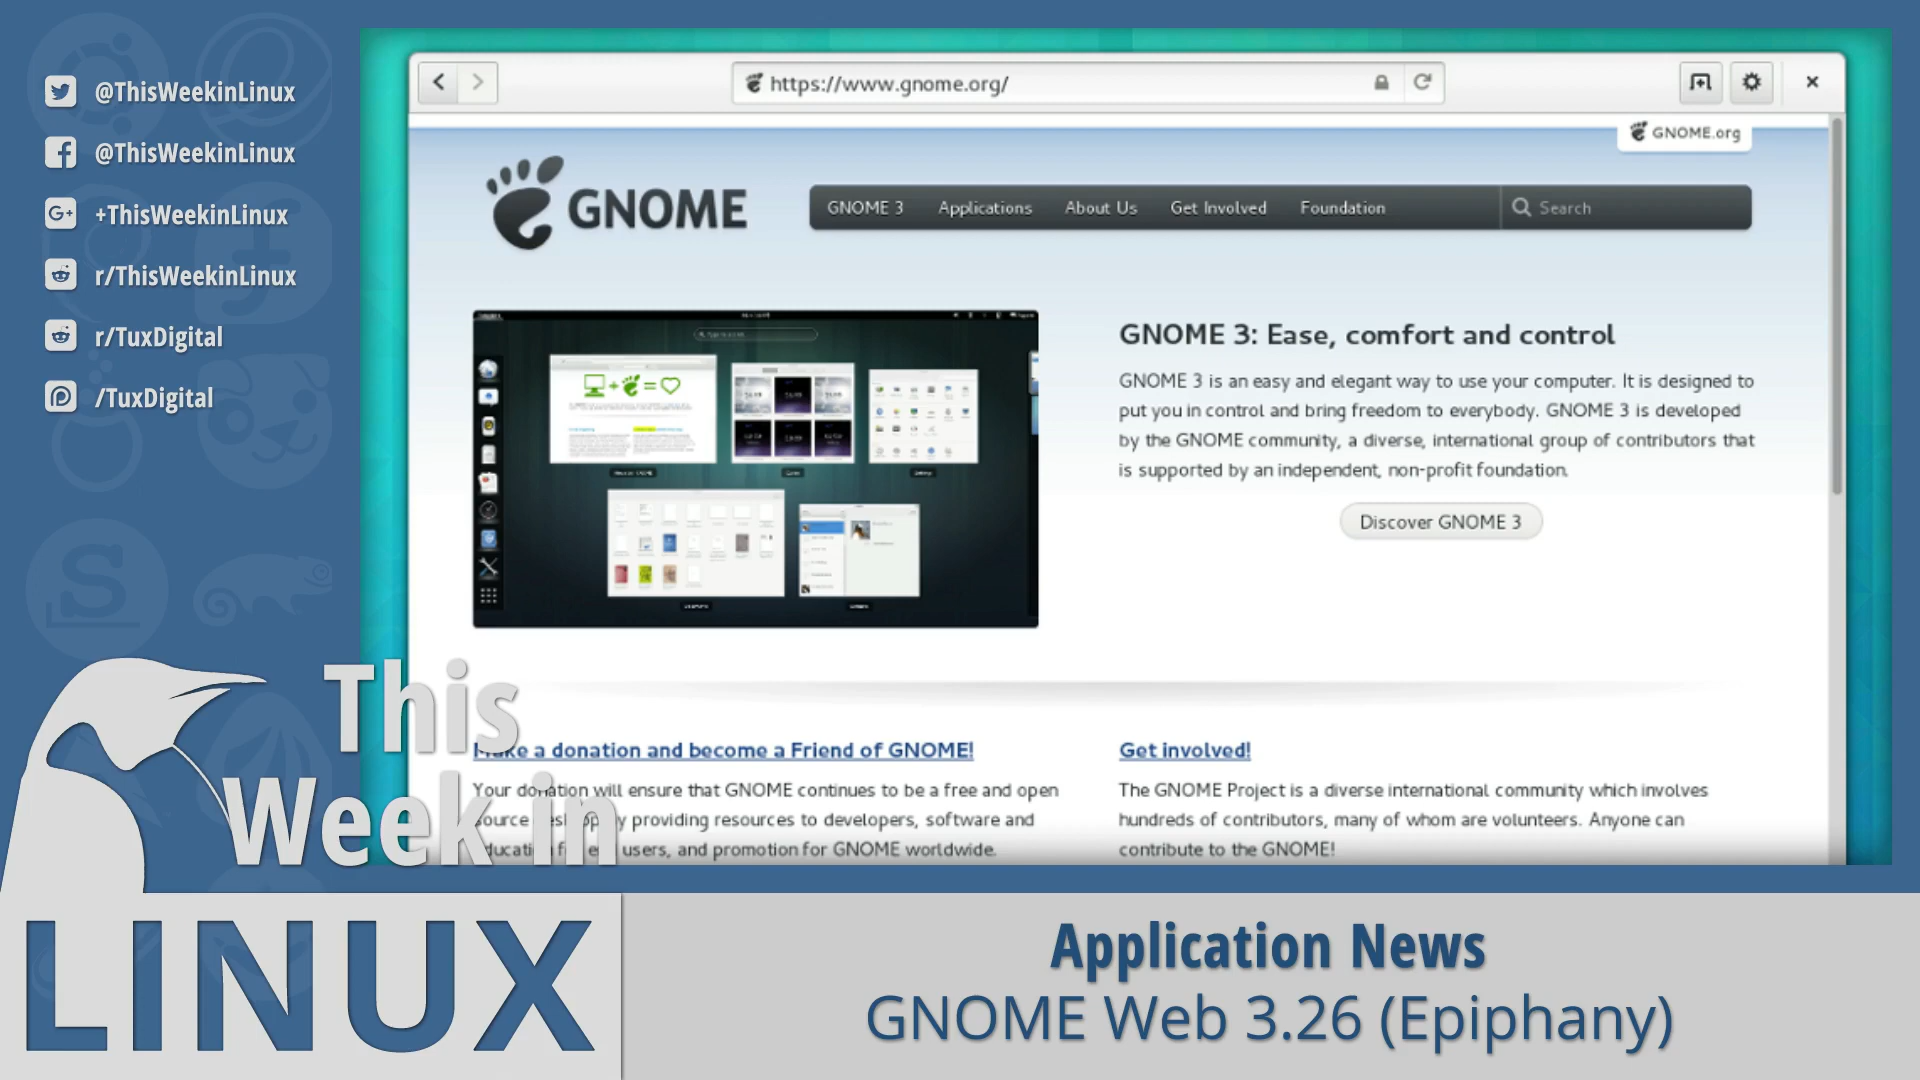 @ThisWeekinLinux
@ThisWeekinLinux
+ThisWeekinLinux
r/ThisWeekinLinux
r/TuxDigital
/TuxDigital
https://www.gnome.org/
GNOME.org
GNOME
GNOME 3
Applications
About Us
Get Involved
Foundation
Search
GNOME 3: Ease, comfort and control
GNOME 3 is an easy and elegant way to use your computer. It is designed to
put you in control and bring freedom to everybody. GNOME 3 is developed
by the GNOME community, a diverse, international group of contributors that
is supported by an independent, non-profit foundation.
Discover GNOME 3
Make a donation and become a Friend of GNOME!
Your donation will ensure that GNOME continues to be a free and open
source by providing resources to developers, software and
users, and promotion for GNOME worldwide.
Get involved!
The GNOME Project is a diverse international community which involves
hundreds of contributors, many of whom are volunteers. Anyone can
contribute to the GNOME!
This
Week in
LINUX
Application News
GNOME Web 3.26 (Epiphany)